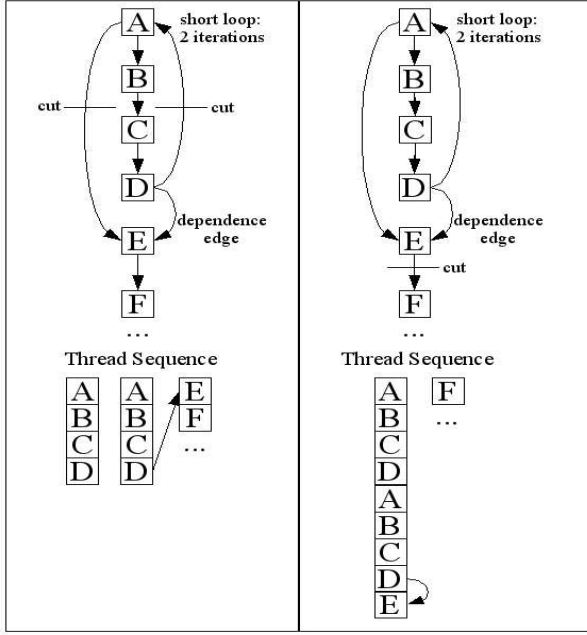 A
short loop:
2 iterations
B
cut
cut
C
D
dependence
edge
E
F
...
Thread Sequence
A A E
B B F
C C ...
D D
A
short loop:
2 iterations
B
C
D
dependence
edge
E
cut
F
...
Thread Sequence
A F
B ...
C
D
A
B
C
D
E